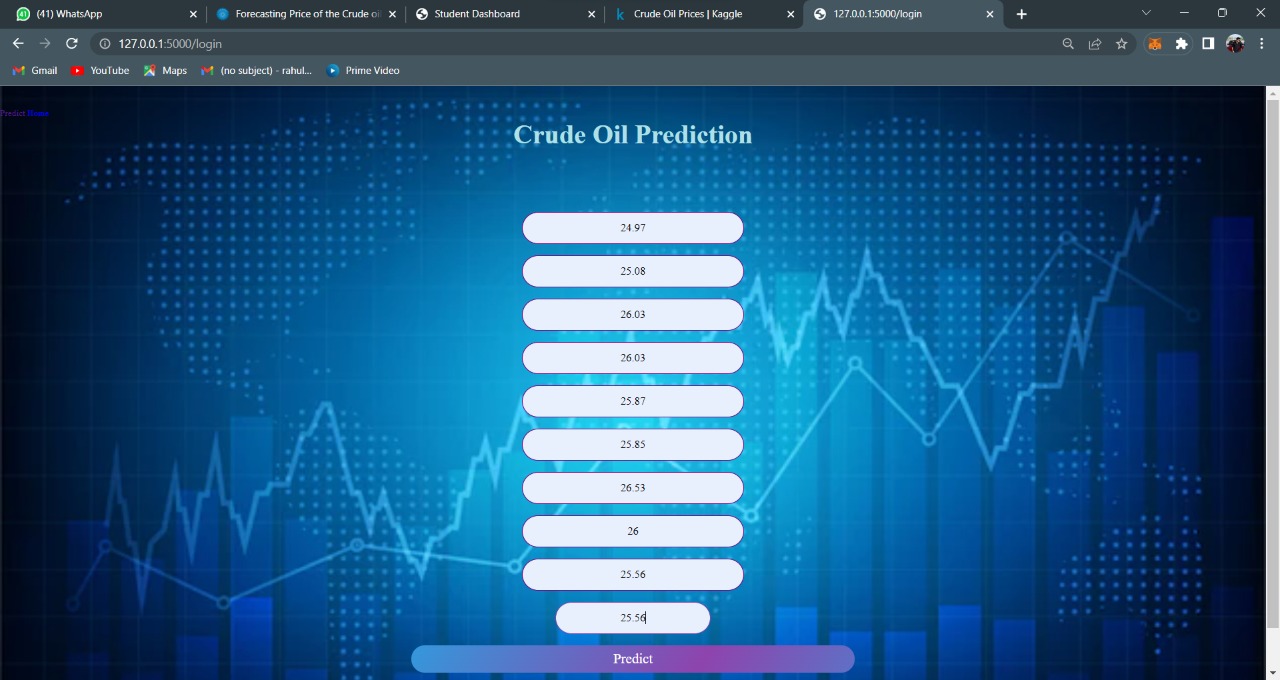 (41) WhatsApp
Forecasting Price of the Crude oi
Student Dashboard
Crude Oil Prices | Kaggle
127.0.0.1:5000/login
127.0.0.1:5000/login
Gmail
YouTube
Maps
(no subject) - rahul...
Prime Video
Predict Home
Crude Oil Prediction
24.97
25.08
26.03
26.03
25.87
25.85
26.53
26
25.56
25.56
Predict